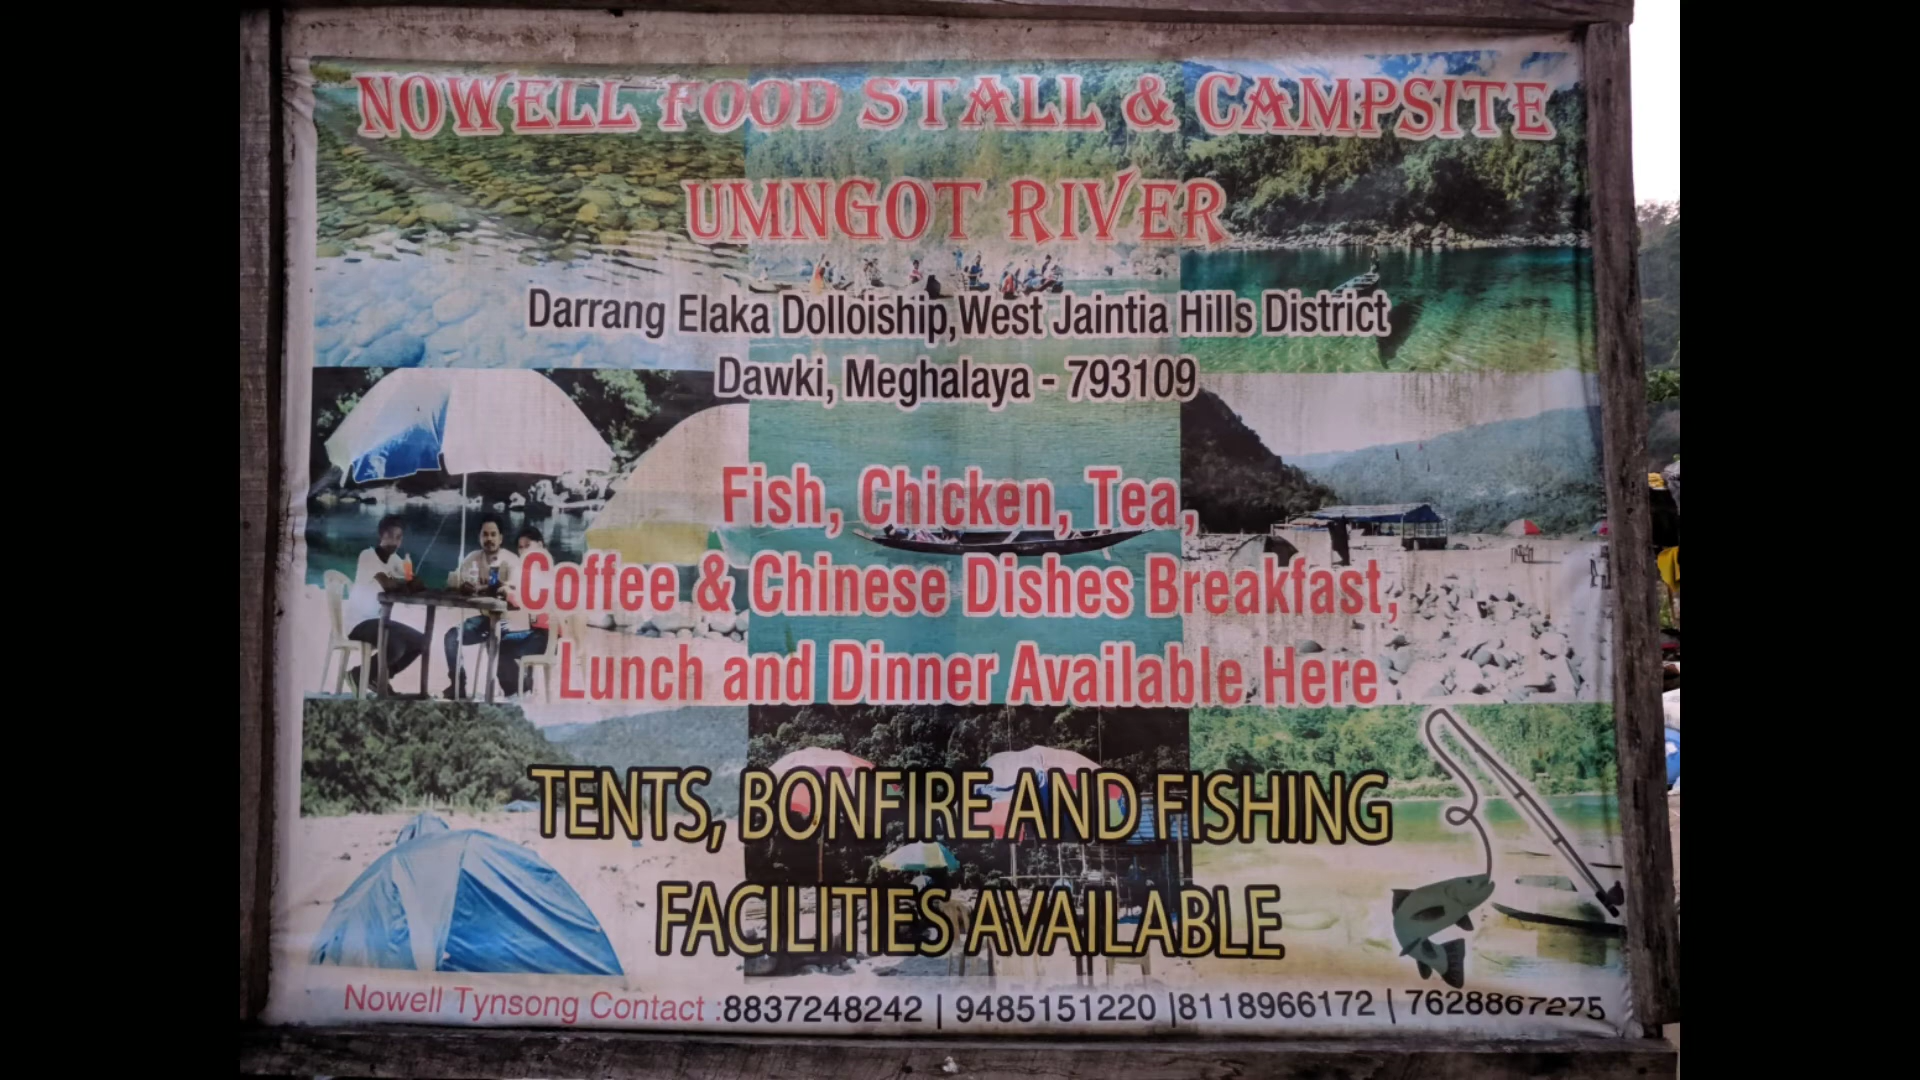 NOWELL FOOD STALL & CAMPSITE
UMNGOT RIVER
Darrang Elaka Dolloiship,West Jaintia Hills District
Dawki, Meghalaya - 793109
Fish, Chicken, Tea,
Coffee & Chinese Dishes Breakfast,
Lunch and Dinner Available Here
TENTS, BONFIRE AND FISHING
FACILITIES AVAILABLE
Nowell Tynsong Contact :8837248242 | 9485151220 |8118966172 | 7628867275